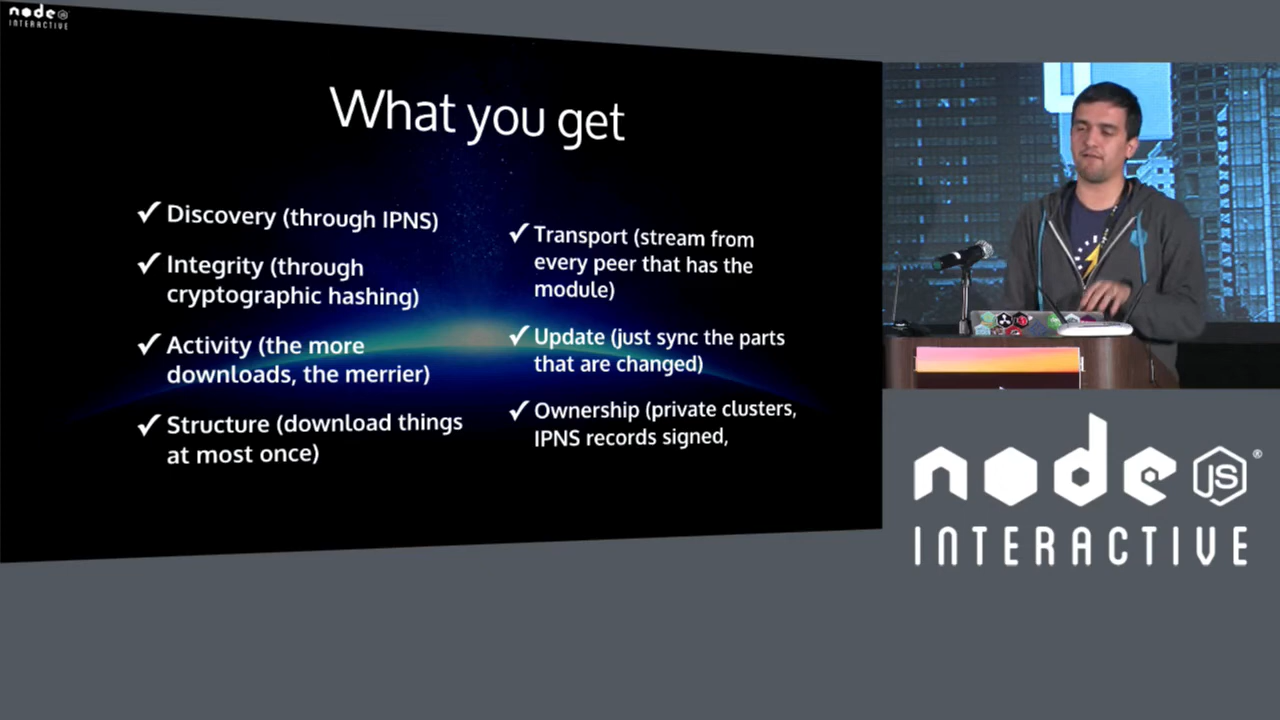 node JS
INTERACTIVE
What you get
✓ Discovery (through IPNS)
✓ Integrity (through
cryptographic hashing)
✓ Activity (the more
downloads, the merrier)
✓ Structure (download things
at most once)
✓ Transport (stream from
every peer that has the
module)
✓ Update (just sync the parts
that are changed)
✓ Ownership (private clusters,
IPNS records signed,
node JS ®
INTERACTIVE